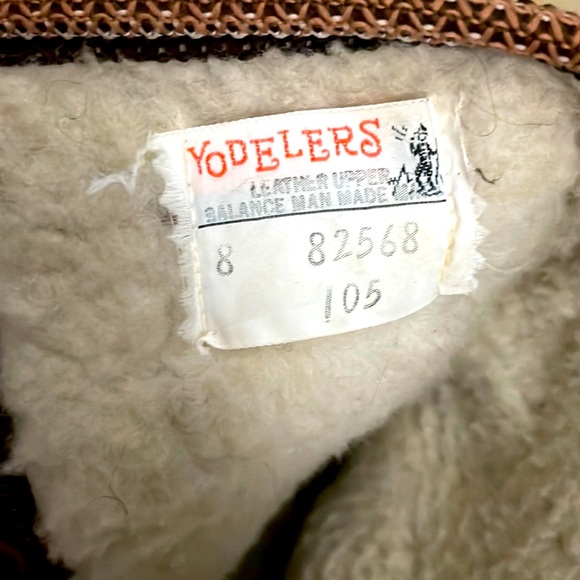 YODELERS
LEATHER UPPER
BALANCE MAN MADE
8 82568
105